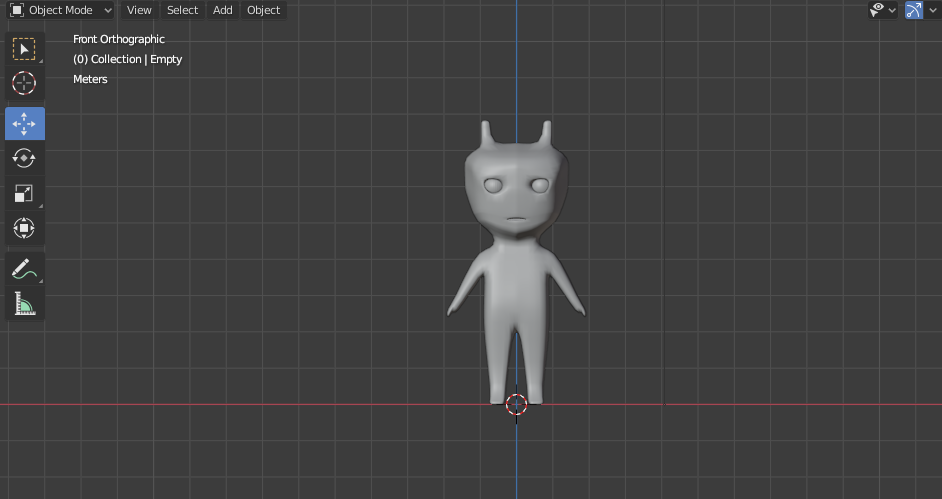 Object Mode View Select Add Object
Front Orthographic
(0) Collection | Empty
Meters